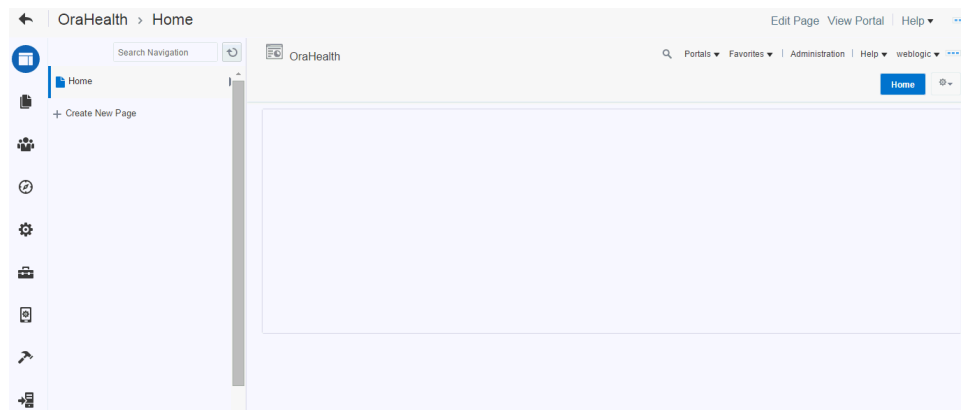 OraHealth > Home
Edit Page View Portal Help
Search Navigation
OraHealth
Portals Favorites Administration Help weblogic
Home
Home
+ Create New Page